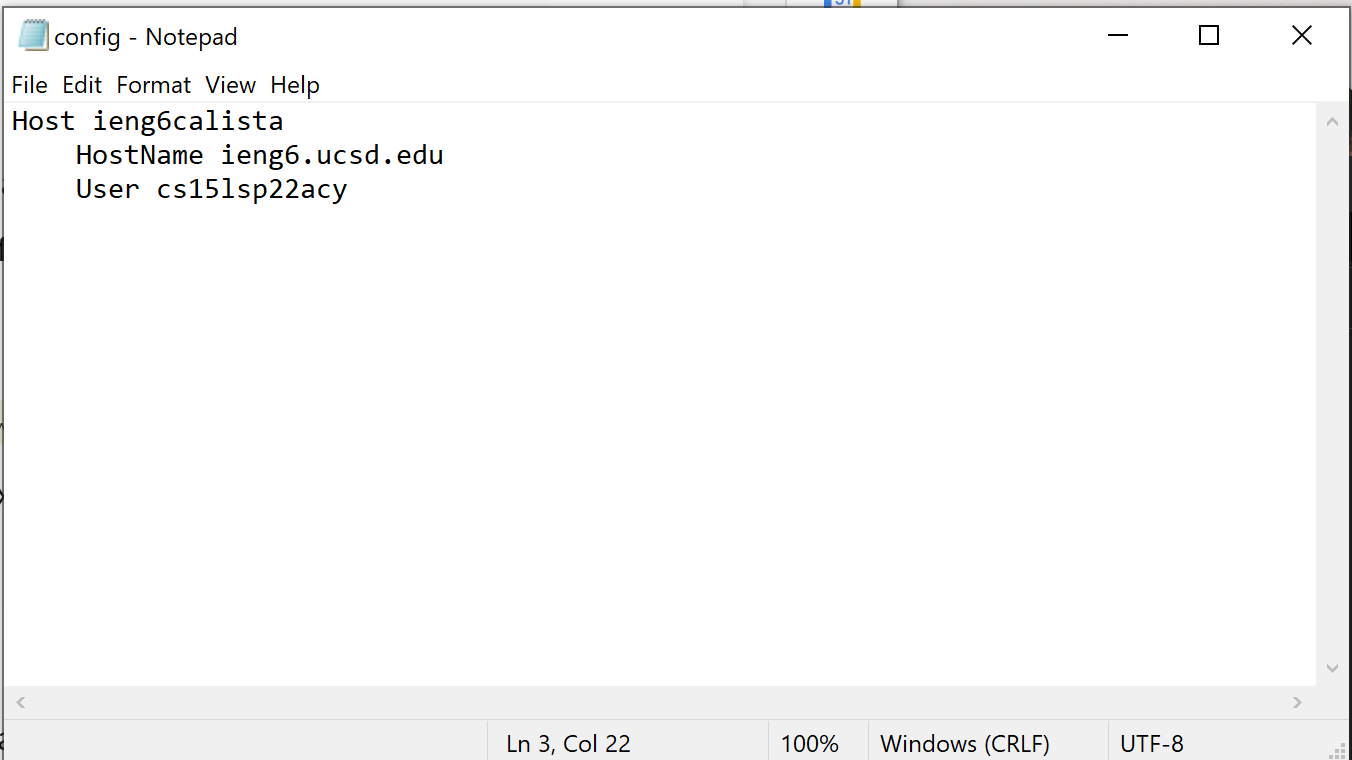 config - Notepad
File Edit Format View Help
Host ieng6calista
    HostName ieng6.ucsd.edu
    User cs15lsp22acy
Ln 3, Col 22 100% Windows (CRLF) UTF-8